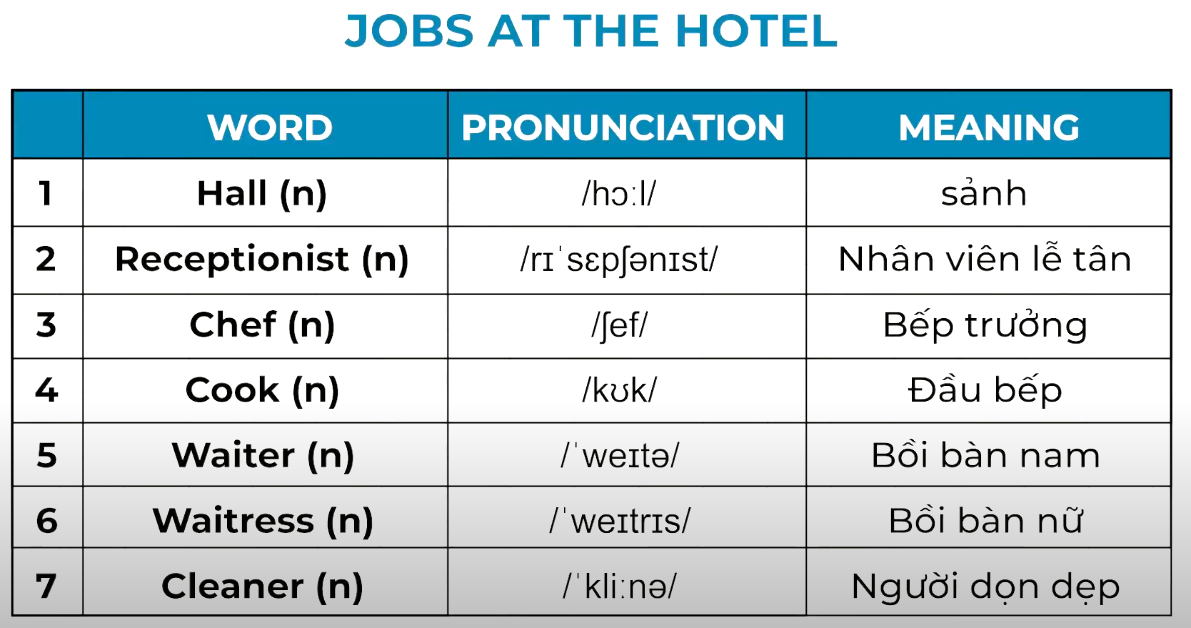 JOBS AT THE HOTEL
WORD PRONUNCIATION MEANING
1 Hall (n) /hɔːl/ sảnh
2 Receptionist (n) /rɪˈsɛpʃənɪst/ Nhân viên lễ tân
3 Chef (n) /ʃef/ Bếp trưởng
4 Cook (n) /kʊk/ Đầu bếp
5 Waiter (n) /ˈweɪtə/ Bồi bàn nam
6 Waitress (n) /ˈweɪtrɪs/ Bồi bàn nữ
7 Cleaner (n) /ˈkliːnə/ Người dọn dẹp